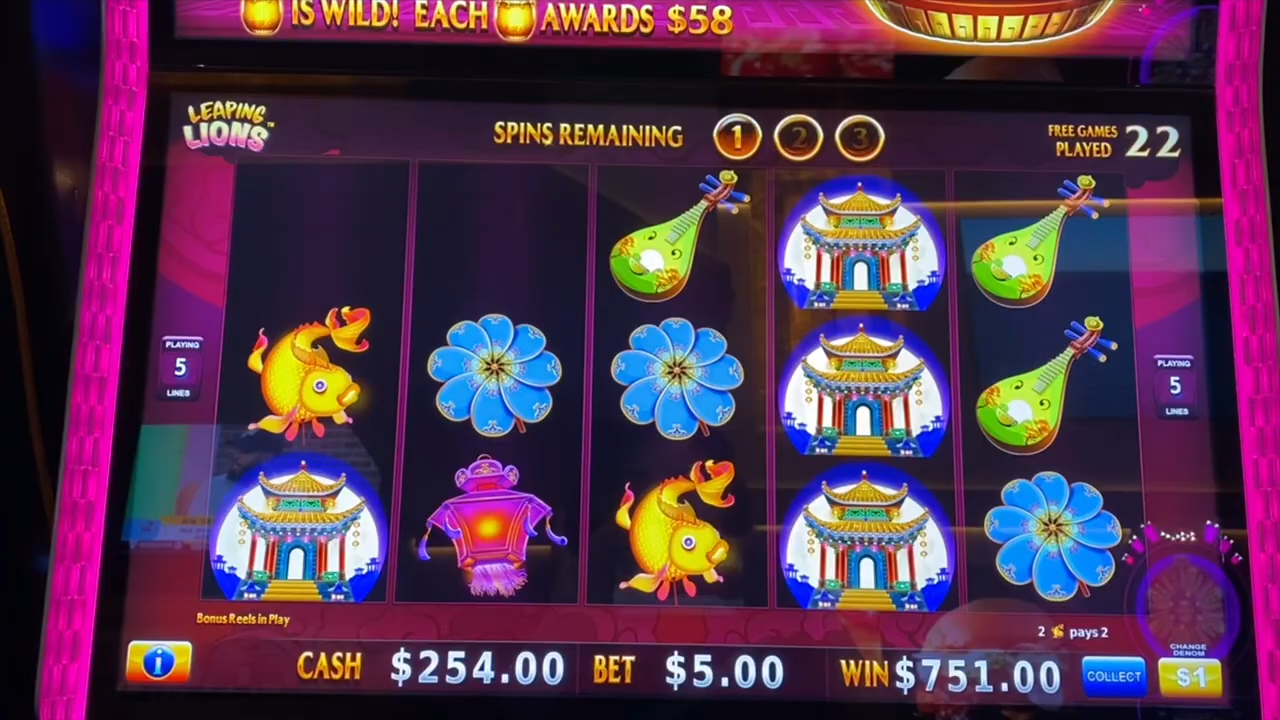 IS WILD! EACH AWARDS $58
LEAPING
LIONS™
SPINS REMAINING 1 2 3
FREE GAMES
PLAYED 22
PLAYING
5
LINES
PLAYING
5
LINES
Bonus Reels in Play
2 pays 2
CASH $254.00 BET $5.00 WIN $751.00
COLLECT
CHANGE
DENOM
$1